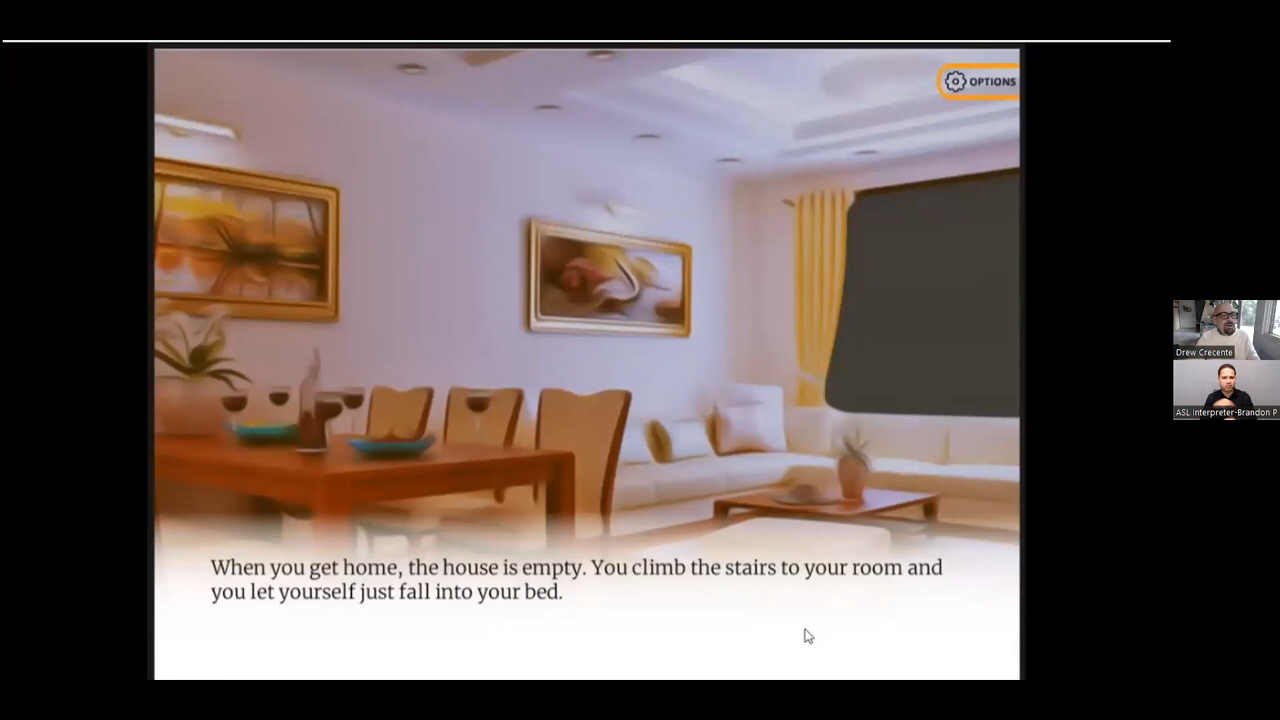 OPTIONS
When you get home, the house is empty. You climb the stairs to your room and
you let yourself just fall into your bed.
Drew Crecente
ASL Interpreter-Brandon P